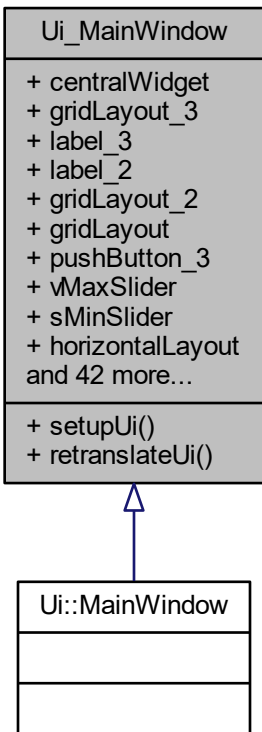 Ui_MainWindow
+ centralWidget
+ gridLayout_3
+ label_3
+ label_2
+ gridLayout_2
+ gridLayout
+ pushButton_3
+ vMaxSlider
+ sMinSlider
+ horizontalLayout
and 42 more...
+ setupUi()
+ retranslateUi()
Ui::MainWindow